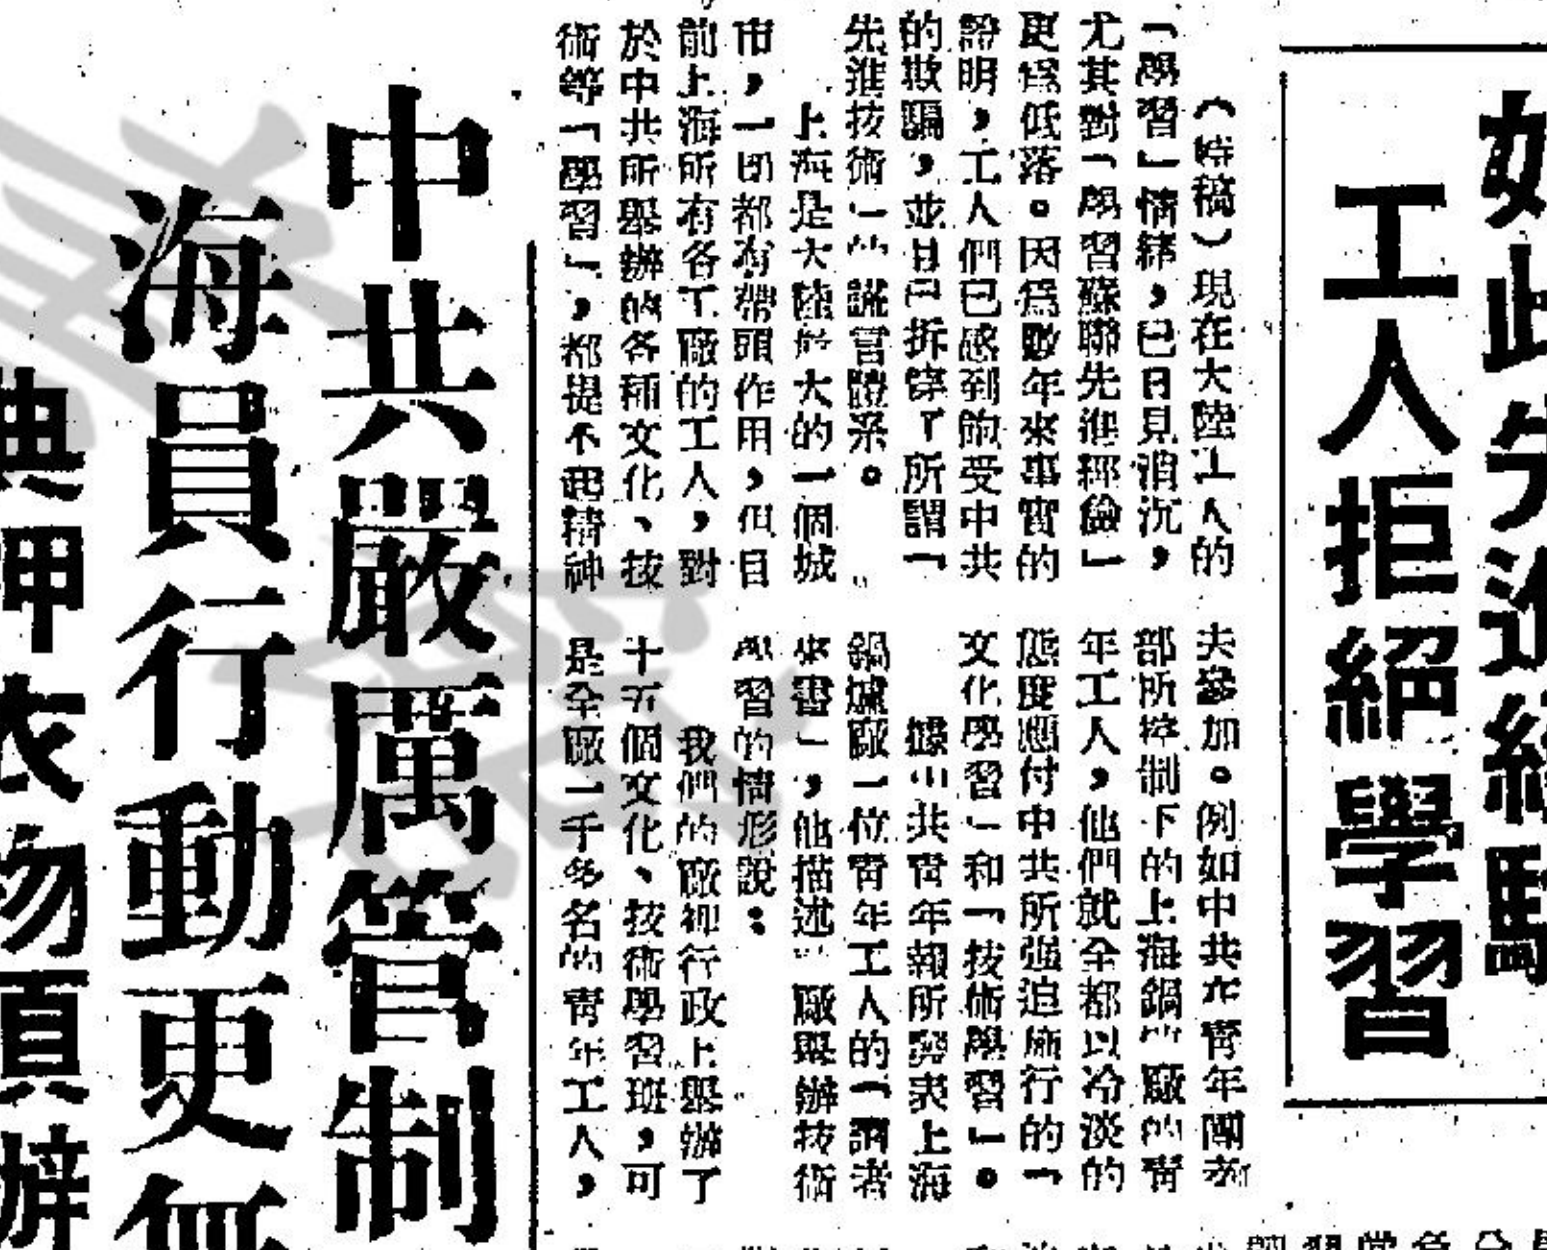 如此先進經驗
工人拒絕學習
（特稿）現在大陸工人的
「學習」情緒，已日見消沉，
尤其對「學習蘇聯先進經驗」
更爲低落。因爲數年來事實的
證明，工人們已感到飽受中共
的欺騙，並且已拆穿了所謂「
先進技術」的謊言體系。
上海是大陸最大的一個城
市，一切都有帶頭作用，但目
前上海所有各工廠的工人，對
於中共所舉辦的各種文化、技
術等「學習」，都提不起精神
去參加。例如中共在靑年團者
部所控制下的上海鍋爐廠的靑
年工人，他們就全都以冷淡的
態度應付中共所强迫施行的「
文化學習」和「技術學習」。
據中共靑年報所發表上海
鍋爐廠一位靑年工人的「讀者
來書」，他描述 廠舉辦技術
學習的情形說：
我們的廠和行政上舉辦了
十五個文化、技術學習班，可
是全廠一千多名的靑年工人，
中共嚴厲管制
海員行動更無
典押衣物須辦